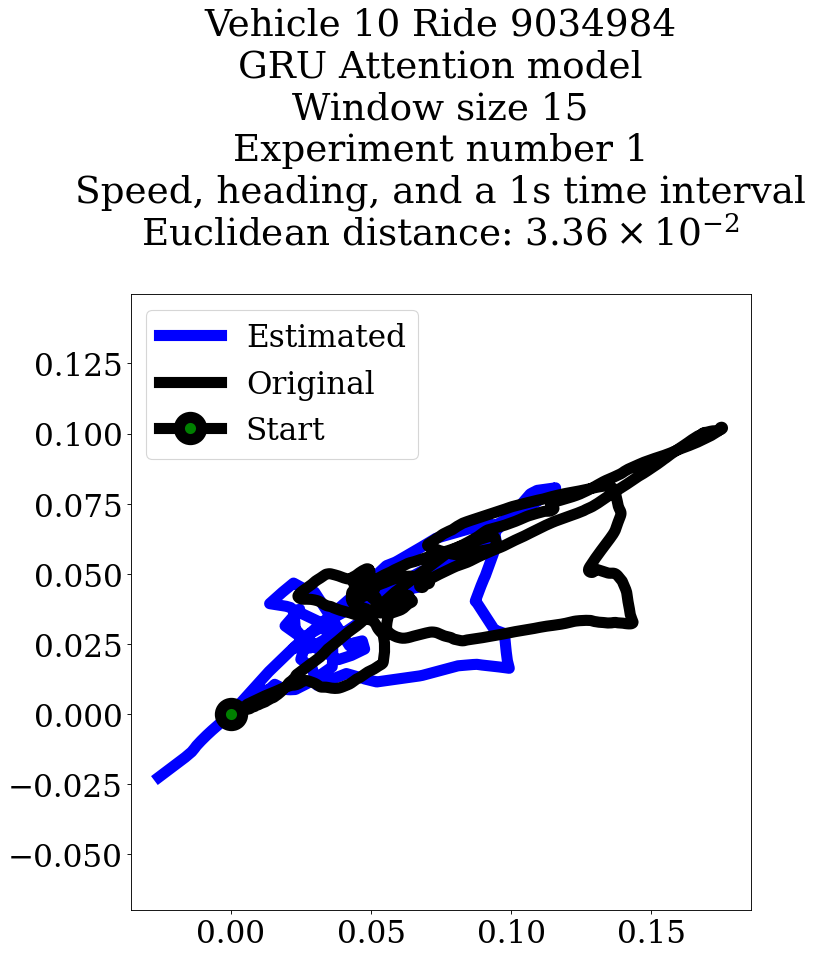 Vehicle 10 Ride 9034984
GRU Attention model
Window size 15
Experiment number 1
Speed, heading, and a 1s time interval
Euclidean distance: 3.36 × 10⁻²
Estimated
Original
Start
0.125
0.100
0.075
0.050
0.025
0.000
−0.025
−0.050
0.00 0.05 0.10 0.15